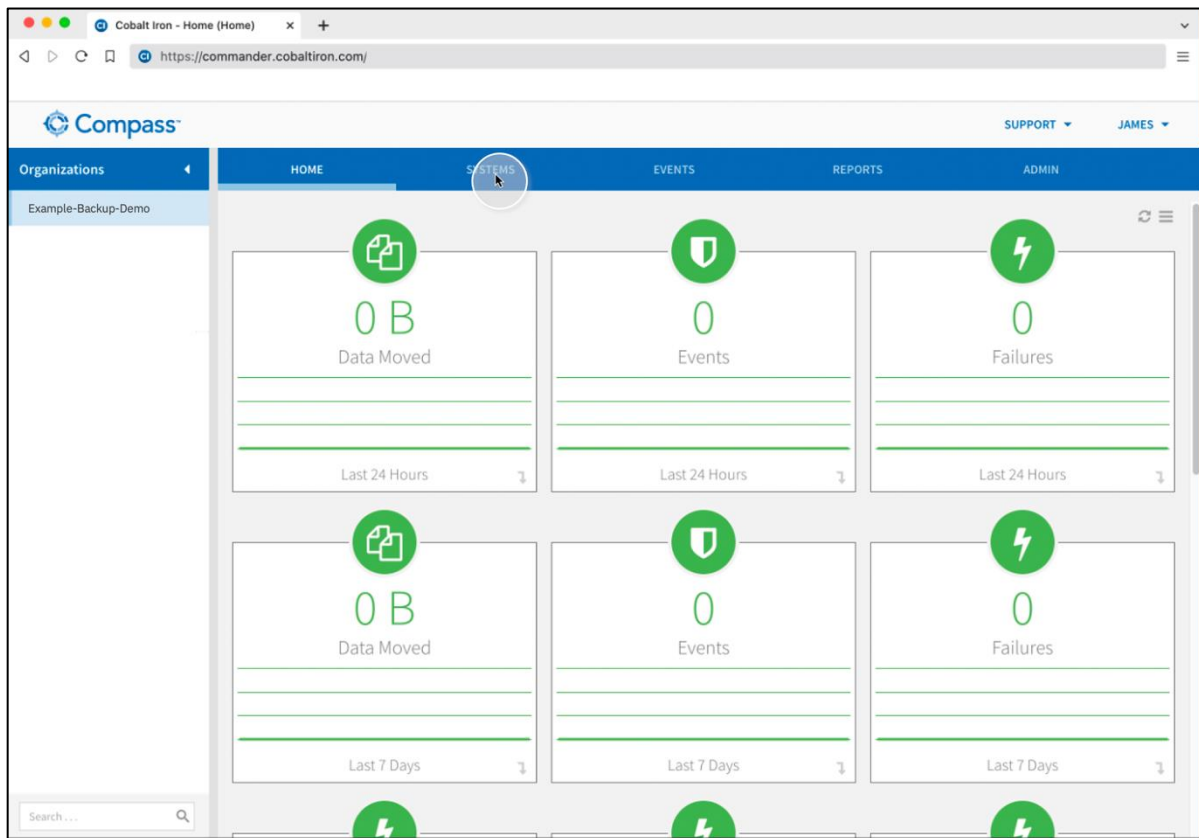 Cobalt Iron - Home (Home)
https://commander.cobaltiron.com/
Compass
SUPPORT
JAMES
Organizations
HOME
SYSTEMS
EVENTS
REPORTS
ADMIN
Example-Backup-Demo
0 B
Data Moved
Last 24 Hours
0
Events
Last 24 Hours
0
Failures
Last 24 Hours
0 B
Data Moved
Last 7 Days
0
Events
Last 7 Days
0
Failures
Last 7 Days
Search . . .